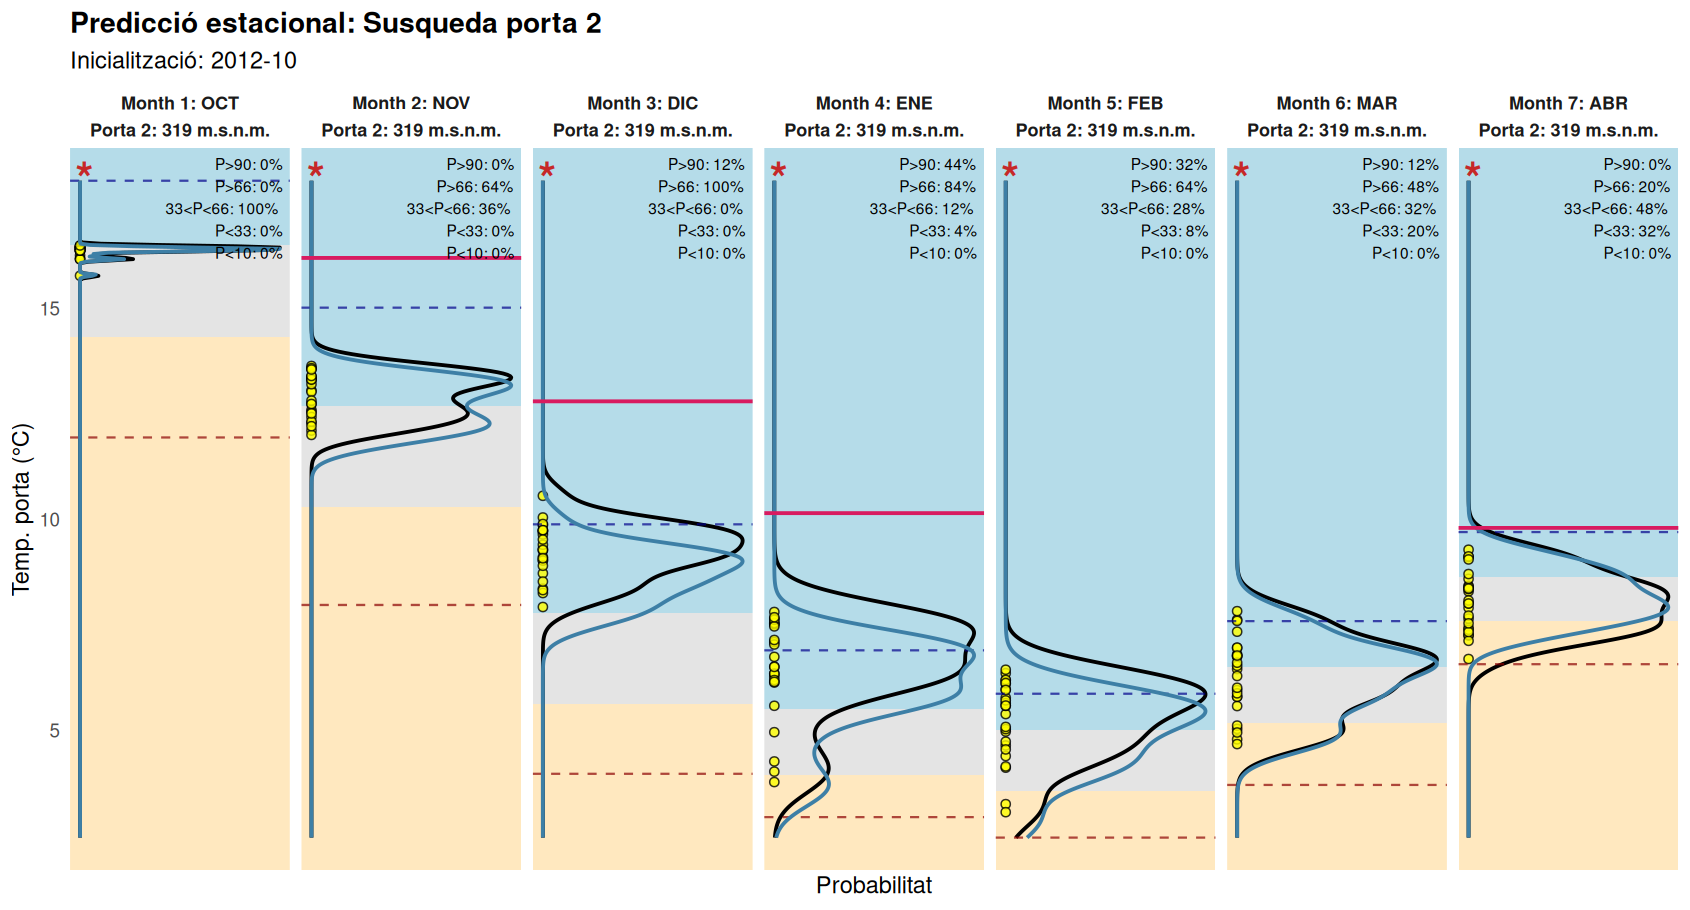 Predicció estacional: Susqueda porta 2
Inicialització: 2012-10
Month 1: OCT
Porta 2: 319 m.s.n.m.
Month 2: NOV
Porta 2: 319 m.s.n.m.
Month 3: DIC
Porta 2: 319 m.s.n.m.
Month 4: ENE
Porta 2: 319 m.s.n.m.
Month 5: FEB
Porta 2: 319 m.s.n.m.
Month 6: MAR
Porta 2: 319 m.s.n.m.
Month 7: ABR
Porta 2: 319 m.s.n.m.
*
P>90: 0%
P>66: 0%
33<P<66: 100%
P<33: 0%
P<10: 0%
*
P>90: 0%
P>66: 64%
33<P<66: 36%
P<33: 0%
P<10: 0%
*
P>90: 12%
P>66: 100%
33<P<66: 0%
P<33: 0%
P<10: 0%
*
P>90: 44%
P>66: 84%
33<P<66: 12%
P<33: 4%
P<10: 0%
*
P>90: 32%
P>66: 64%
33<P<66: 28%
P<33: 8%
P<10: 0%
*
P>90: 12%
P>66: 48%
33<P<66: 32%
P<33: 20%
P<10: 0%
*
P>90: 0%
P>66: 20%
33<P<66: 48%
P<33: 32%
P<10: 0%
15
10
5
Temp. porta (°C)
Probabilitat